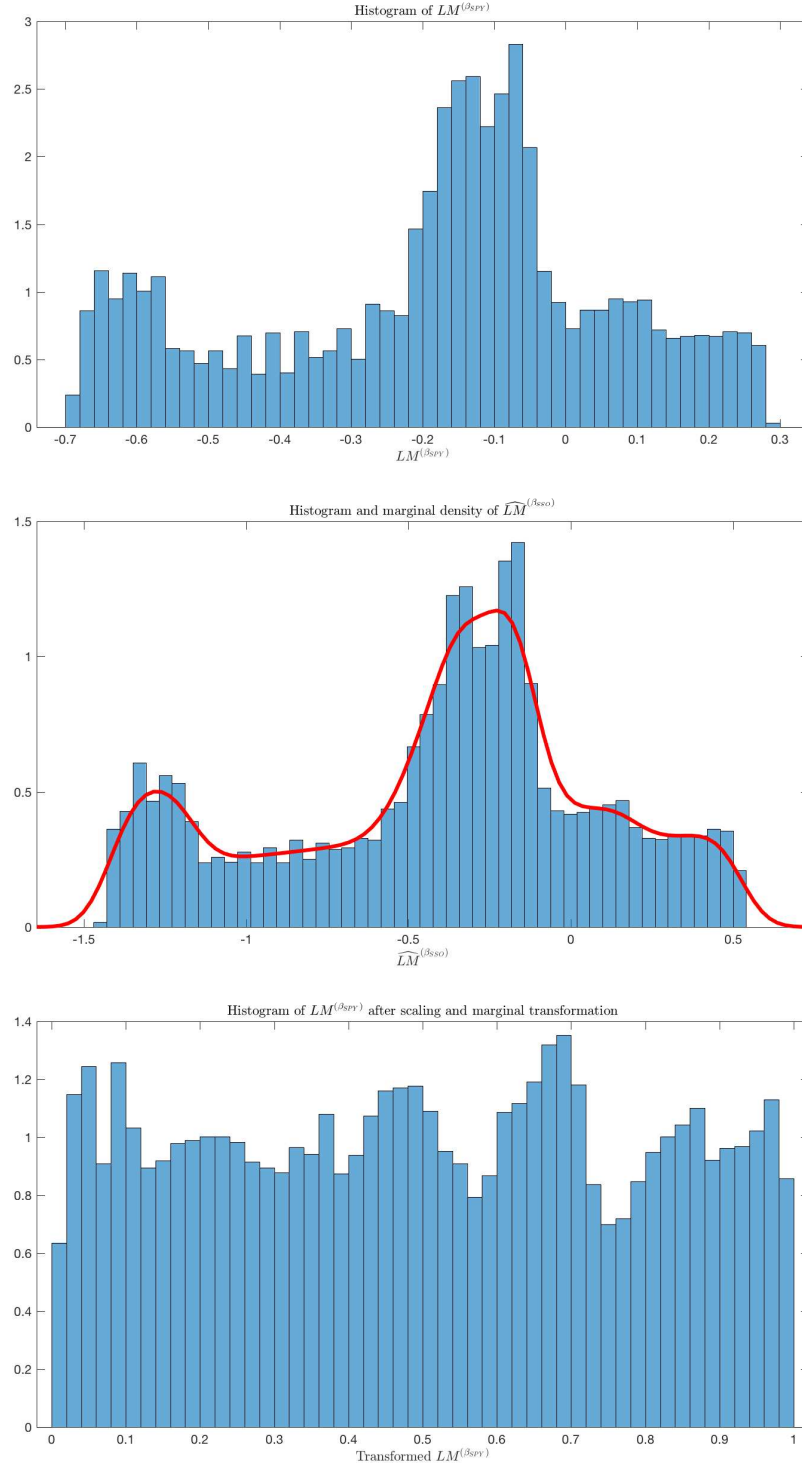 Histogram of LM^(β_SPY)
3
2.5
2
1.5
1
0.5
0
-0.7 -0.6 -0.5 -0.4 -0.3 -0.2 -0.1 0 0.1 0.2 0.3
LM^(β_SPY)
Histogram and marginal density of \widehat{LM}^(β_SSO)
1.5
1
0.5
0
-1.5 -1 -0.5 0 0.5
\widehat{LM}^(β_SSO)
Histogram of LM^(β_SPY) after scaling and marginal transformation
1.4
1.2
1
0.8
0.6
0.4
0.2
0
0 0.1 0.2 0.3 0.4 0.5 0.6 0.7 0.8 0.9 1
Transformed LM^(β_SPY)